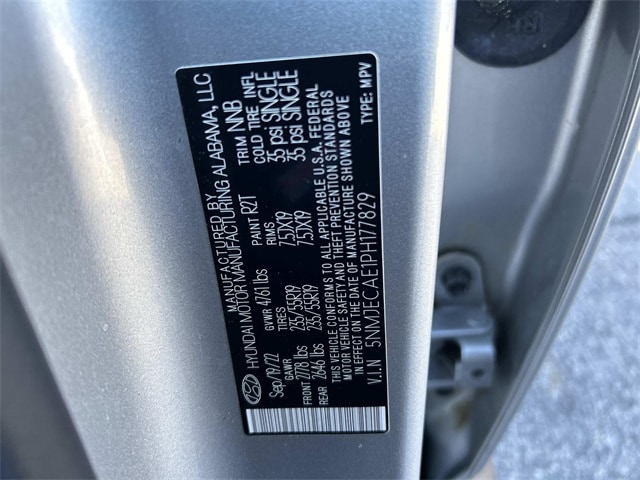 MANUFACTURED BY
HYUNDAI MOTOR MANUFACTURING ALABAMA, LLC
Sep/19/22 GVWR 4761 lbs PAINT R2T TRIM NNB
GAWR TIRES RIMS COLD TIRE INFL
FRONT 2778 lbs 235/55R19 7.5JX19 35 psi SINGLE
REAR 2646 lbs 235/55R19 7.5JX19 35 psi SINGLE
THIS VEHICLE CONFORMS TO ALL APPLICABLE U.S.A. FEDERAL
MOTOR VEHICLE SAFETY AND THEFT PREVENTION STANDARDS
IN EFFECT ON THE DATE OF MANUFACTURE SHOWN ABOVE
V.I.N 5NMJECAE1PH177829 TYPE: MPV